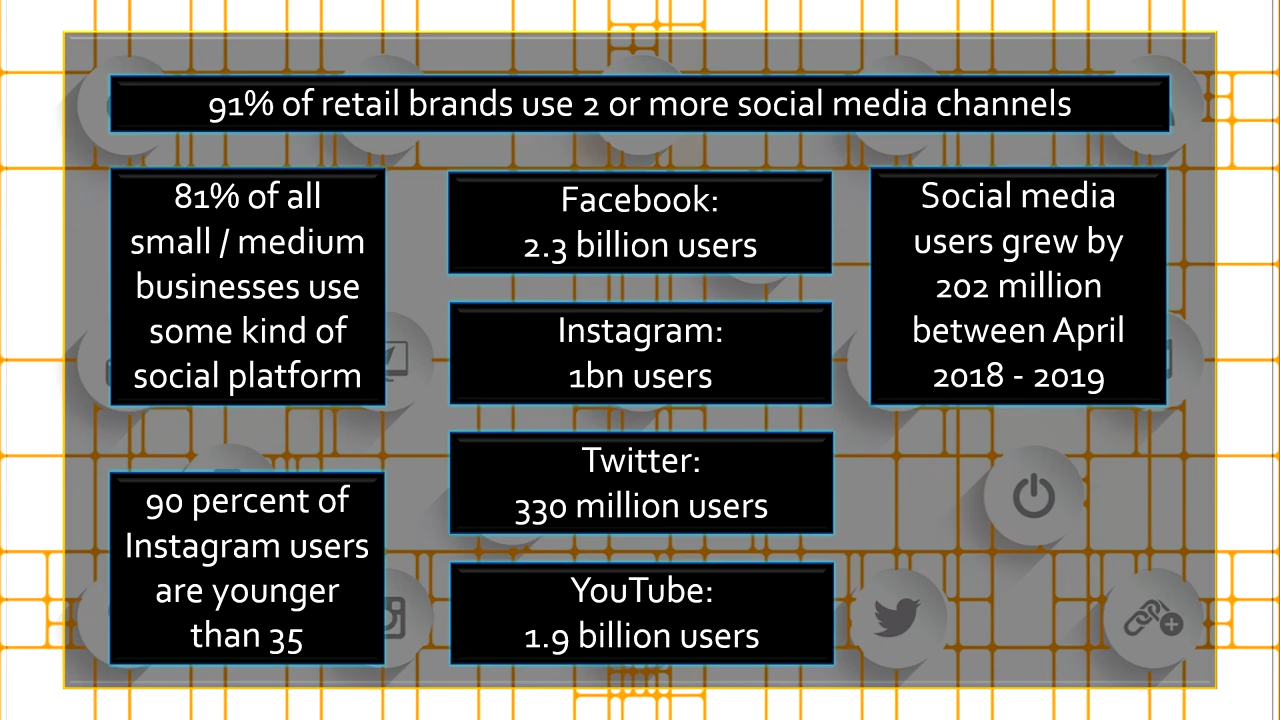 91% of retail brands use 2 or more social media channels
81% of all
small / medium
businesses use
some kind of
social platform
90 percent of
Instagram users
are younger
than 35
Facebook:
2.3 billion users
Instagram:
1bn users
Twitter:
330 million users
YouTube:
1.9 billion users
Social media
users grew by
202 million
between April
2018 - 2019